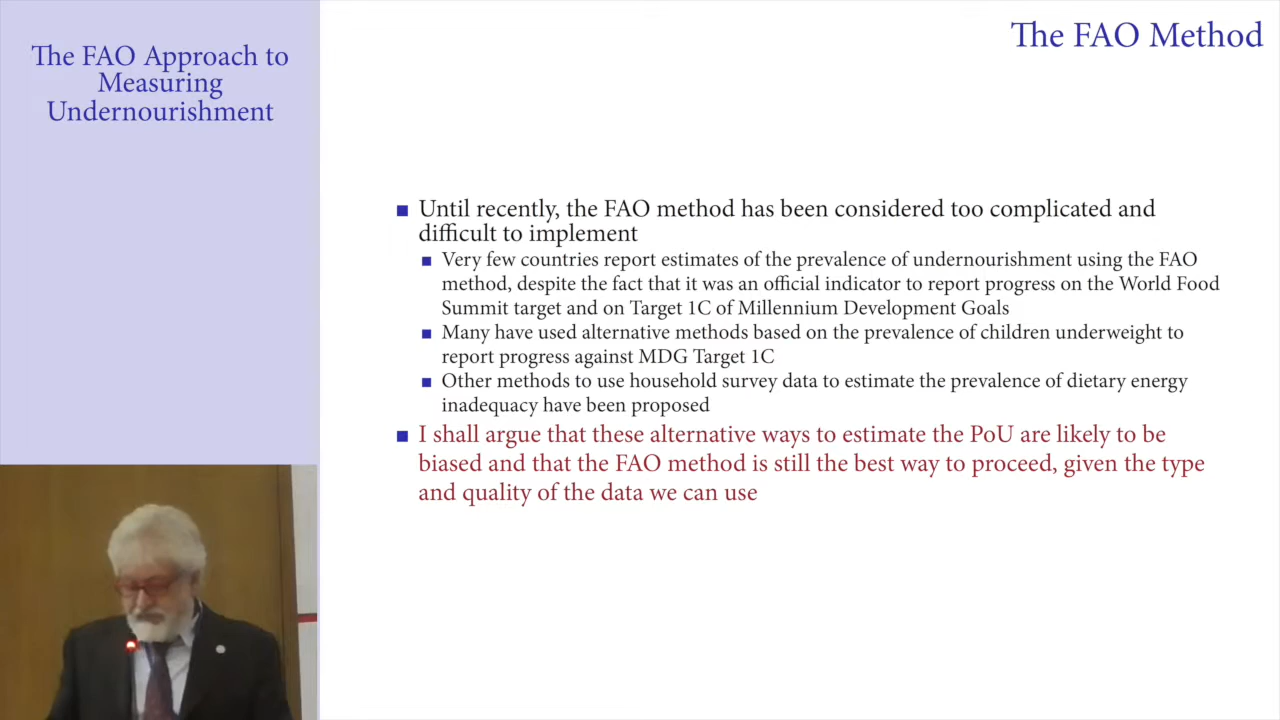 The FAO Approach to
Measuring
Undernourishment
The FAO Method
Until recently, the FAO method has been considered too complicated and
difficult to implement
Very few countries report estimates of the prevalence of undernourishment using the FAO
method, despite the fact that it was an official indicator to report progress on the World Food
Summit target and on Target 1C of Millennium Development Goals
Many have used alternative methods based on the prevalence of children underweight to
report progress against MDG Target 1C
Other methods to use household survey data to estimate the prevalence of dietary energy
inadequacy have been proposed
I shall argue that these alternative ways to estimate the PoU are likely to be
biased and that the FAO method is still the best way to proceed, given the type
and quality of the data we can use